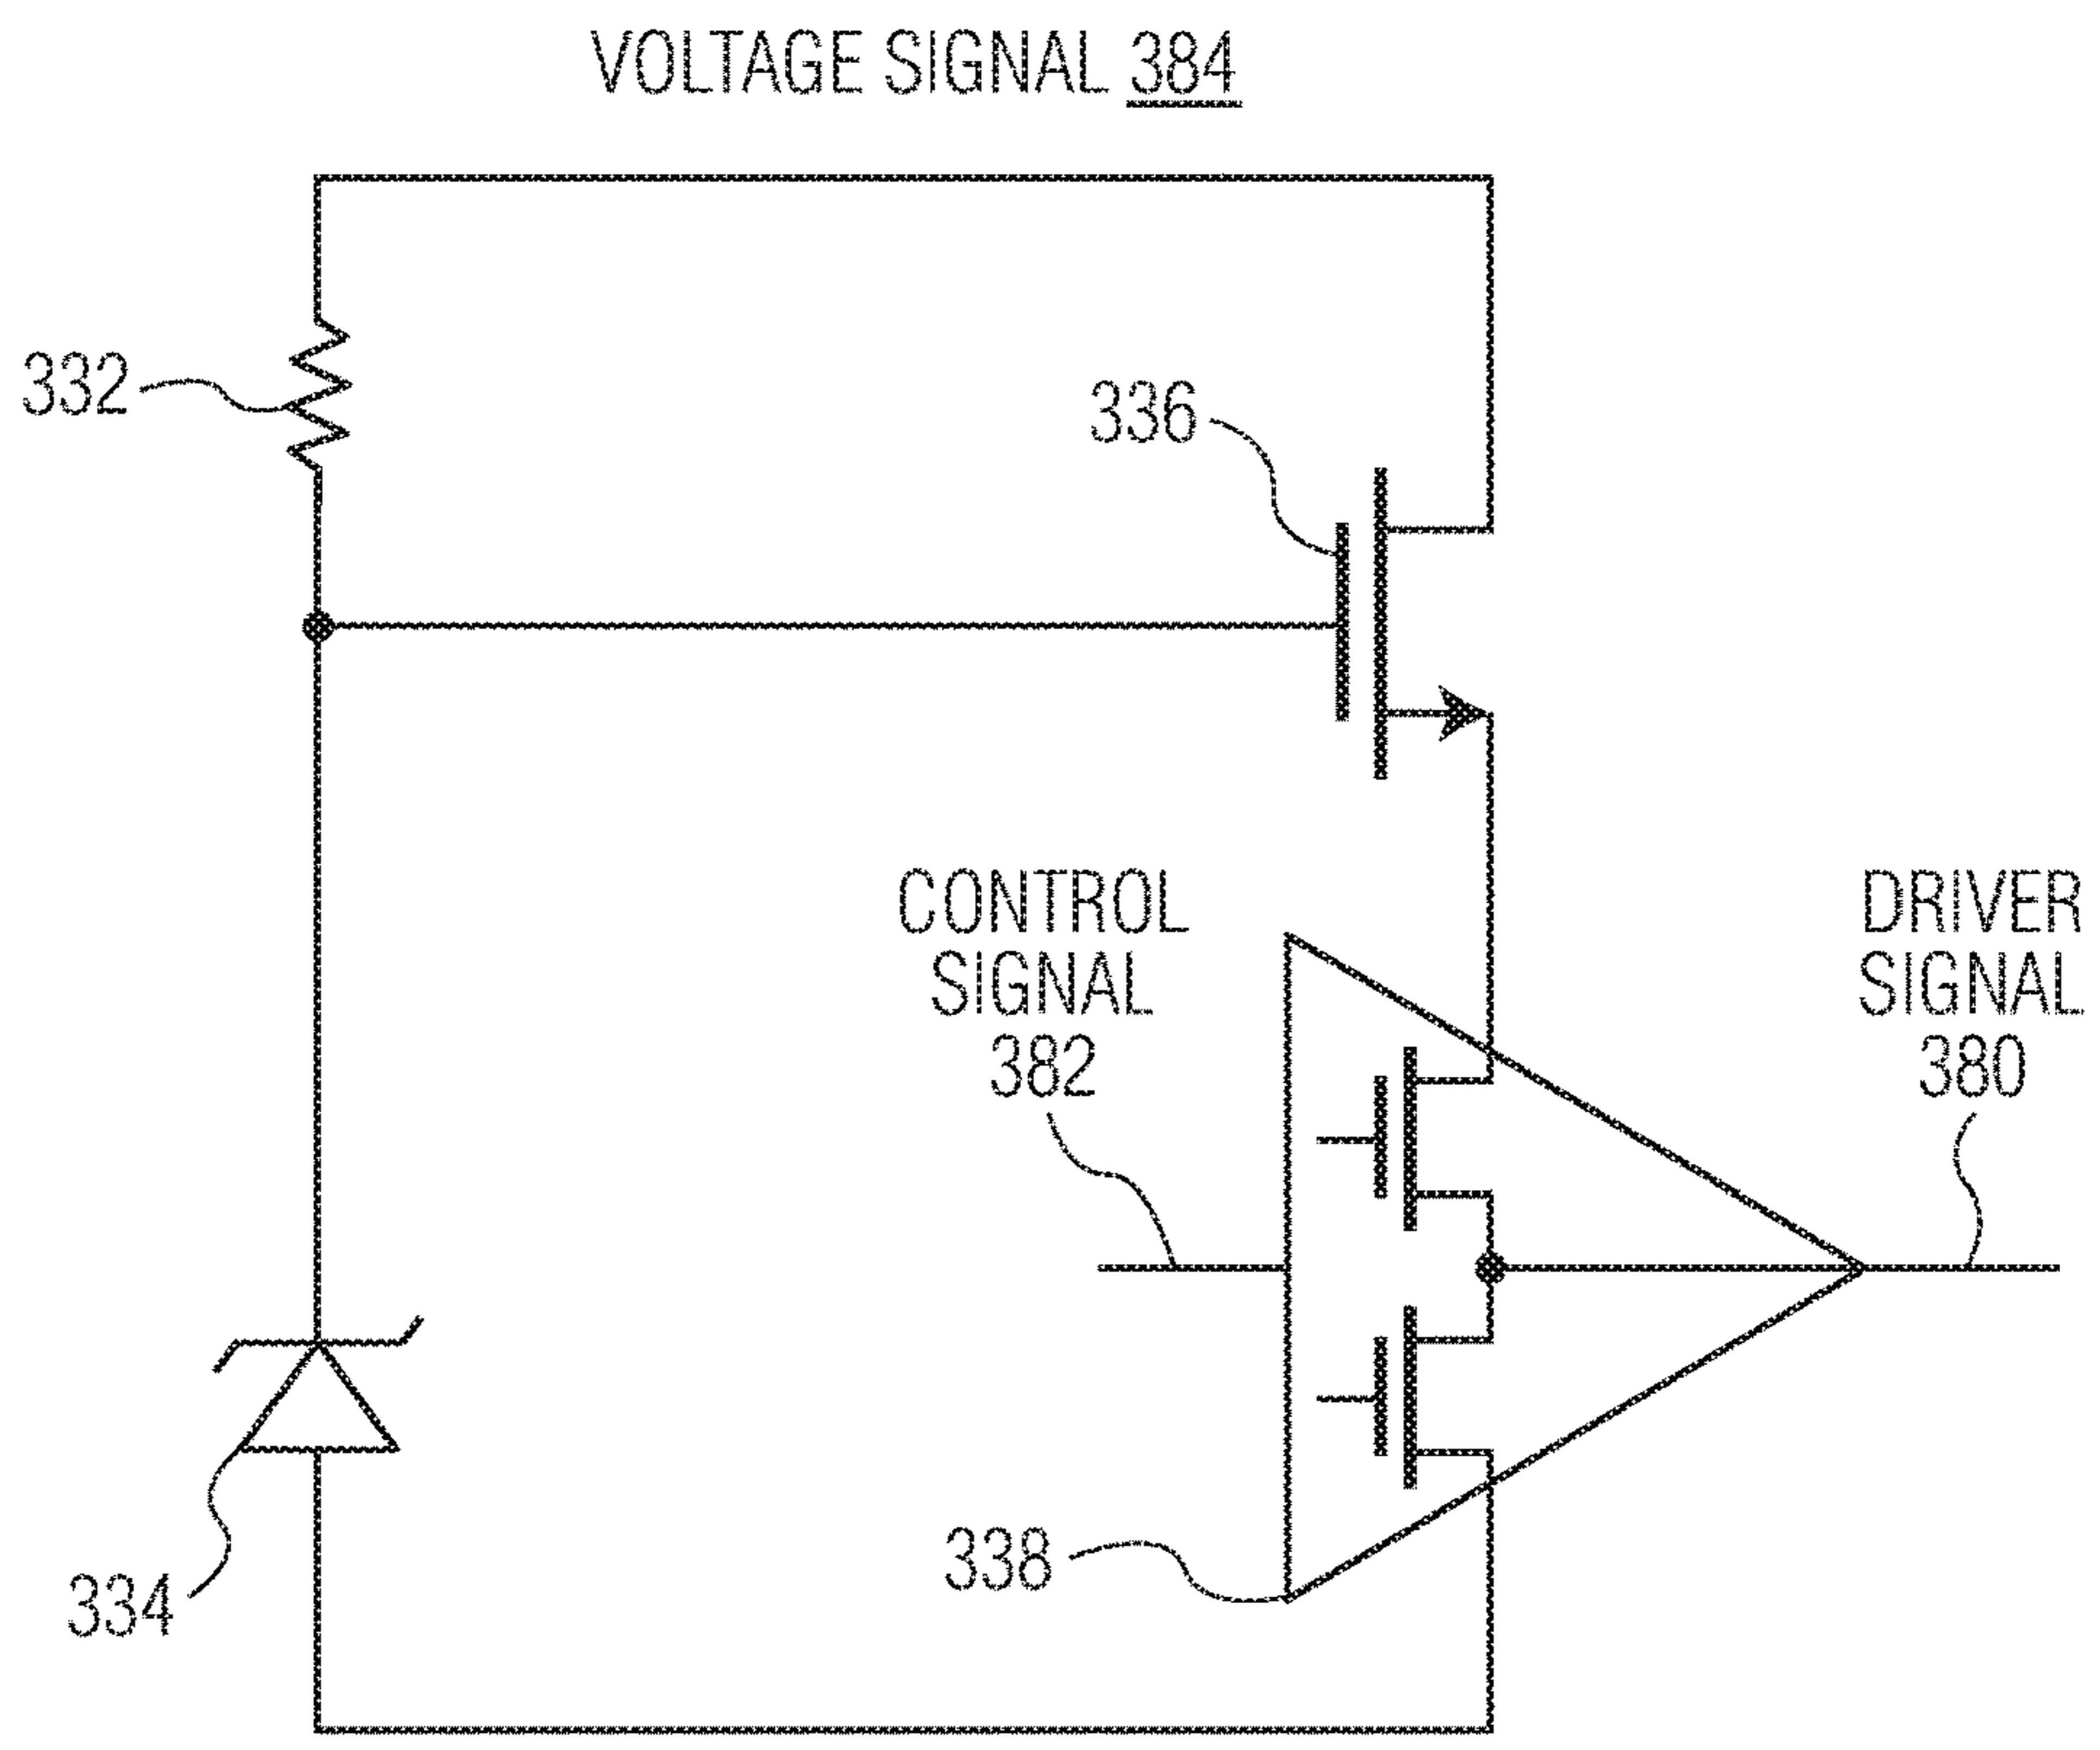 VOLTAGE SIGNAL 384
332
336
CONTROL
SIGNAL
382
DRIVER
SIGNAL
380
334
338